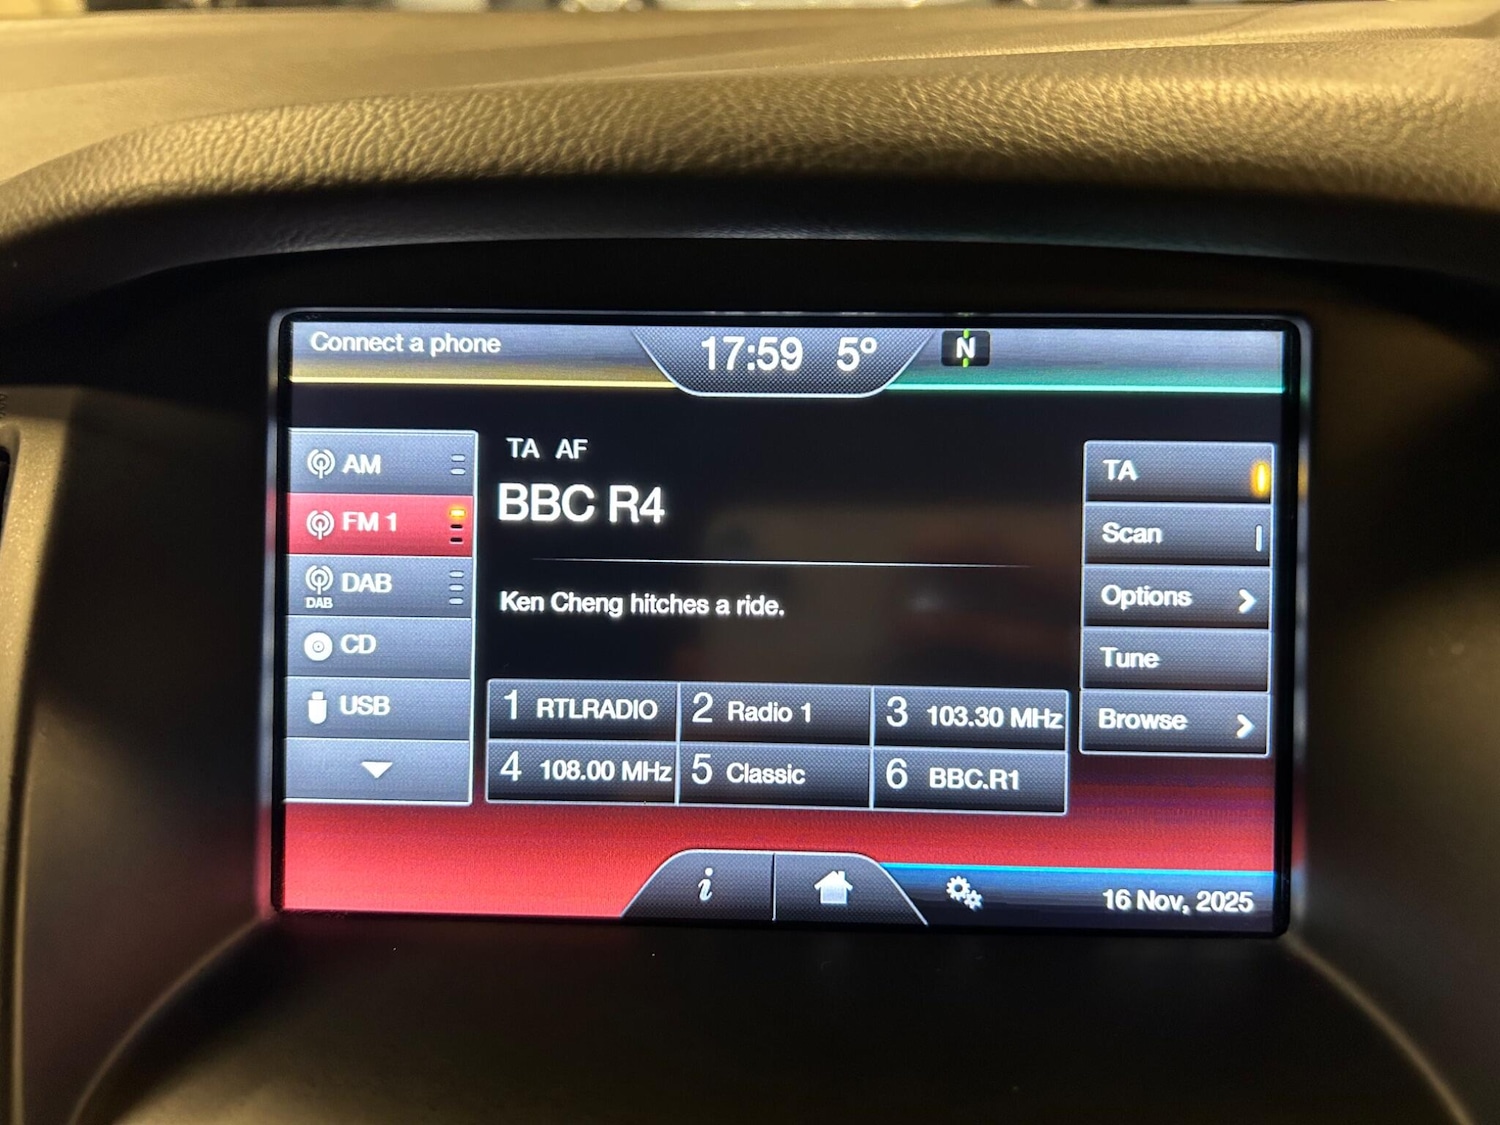 Connect a phone
17:59 5º
N
AM
FM 1
DAB
DAB
CD
USB
TA AF
BBC R4
Ken Cheng hitches a ride.
1 RTLRADIO
2 Radio 1
3 103.30 MHz
4 108.00 MHz
5 Classic
6 BBC.R1
TA
Scan
Options
Tune
Browse
i
16 Nov, 2025